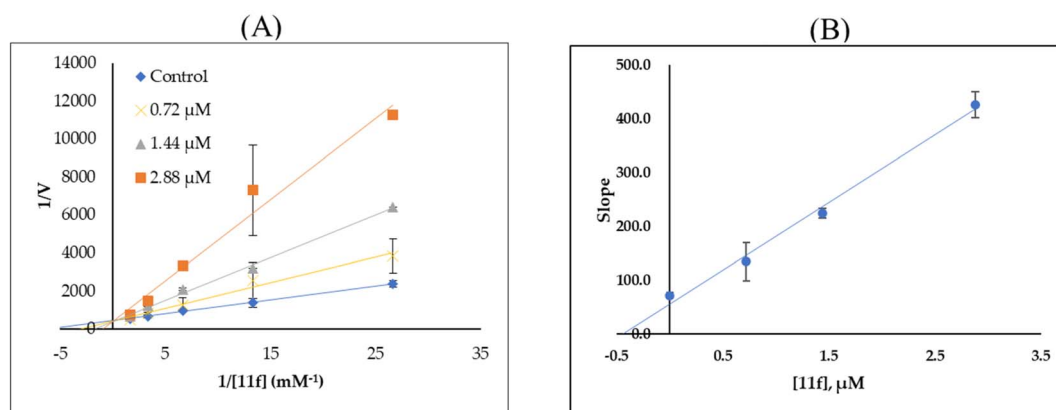 (A)
14000
12000
10000
8000
6000
4000
2000
0
-5
5
15
25
35
1/V
1/[11f] (mM⁻¹)
Control
0.72 µM
1.44 µM
2.88 µM
(B)
500.0
400.0
300.0
200.0
100.0
0.0
-0.5
0.5
1.5
2.5
3.5
Slope
[11f], µM